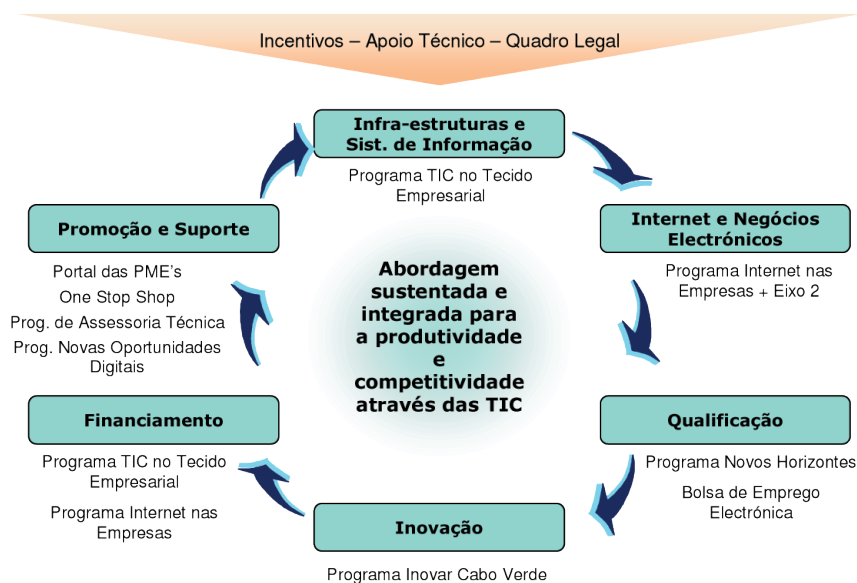 Incentivos – Apoio Técnico – Quadro Legal
Infra-estruturas e
Sist. de Informação
Programa TIC no Tecido
Empresarial
Internet e Negócios
Electrónicos
Programa Internet nas
Empresas + Eixo 2
Qualificação
Programa Novos Horizontes
Bolsa de Emprego
Electrónica
Inovação
Programa Inovar Cabo Verde
Financiamento
Programa TIC no Tecido
Empresarial
Programa Internet nas
Empresas
Promoção e Suporte
Portal das PME's
One Stop Shop
Prog. de Assessoria Técnica
Prog. Novas Oportunidades
Digitais
Abordagem
sustentada e
integrada para
a produtividade
e
competitividade
através das TIC